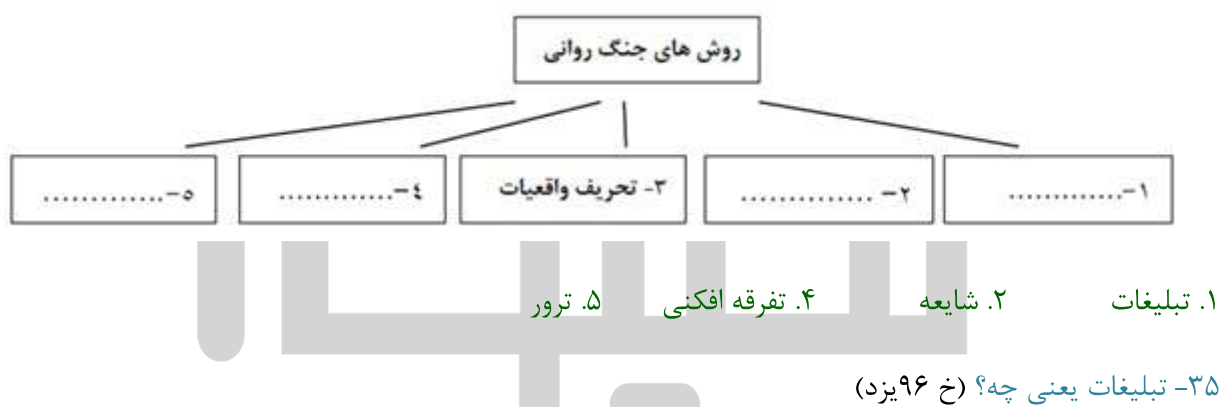 روش های جنگ روانی
۱-.............
۲- ..............
۳- تحریف واقعیات
۴-.............
۵-.............
۱. تبلیغات ۲. شایعه ۴. تفرقه افکنی ۵. ترور
۳۵- تبلیغات یعنی چه؟ (خ ۹۶یزد)